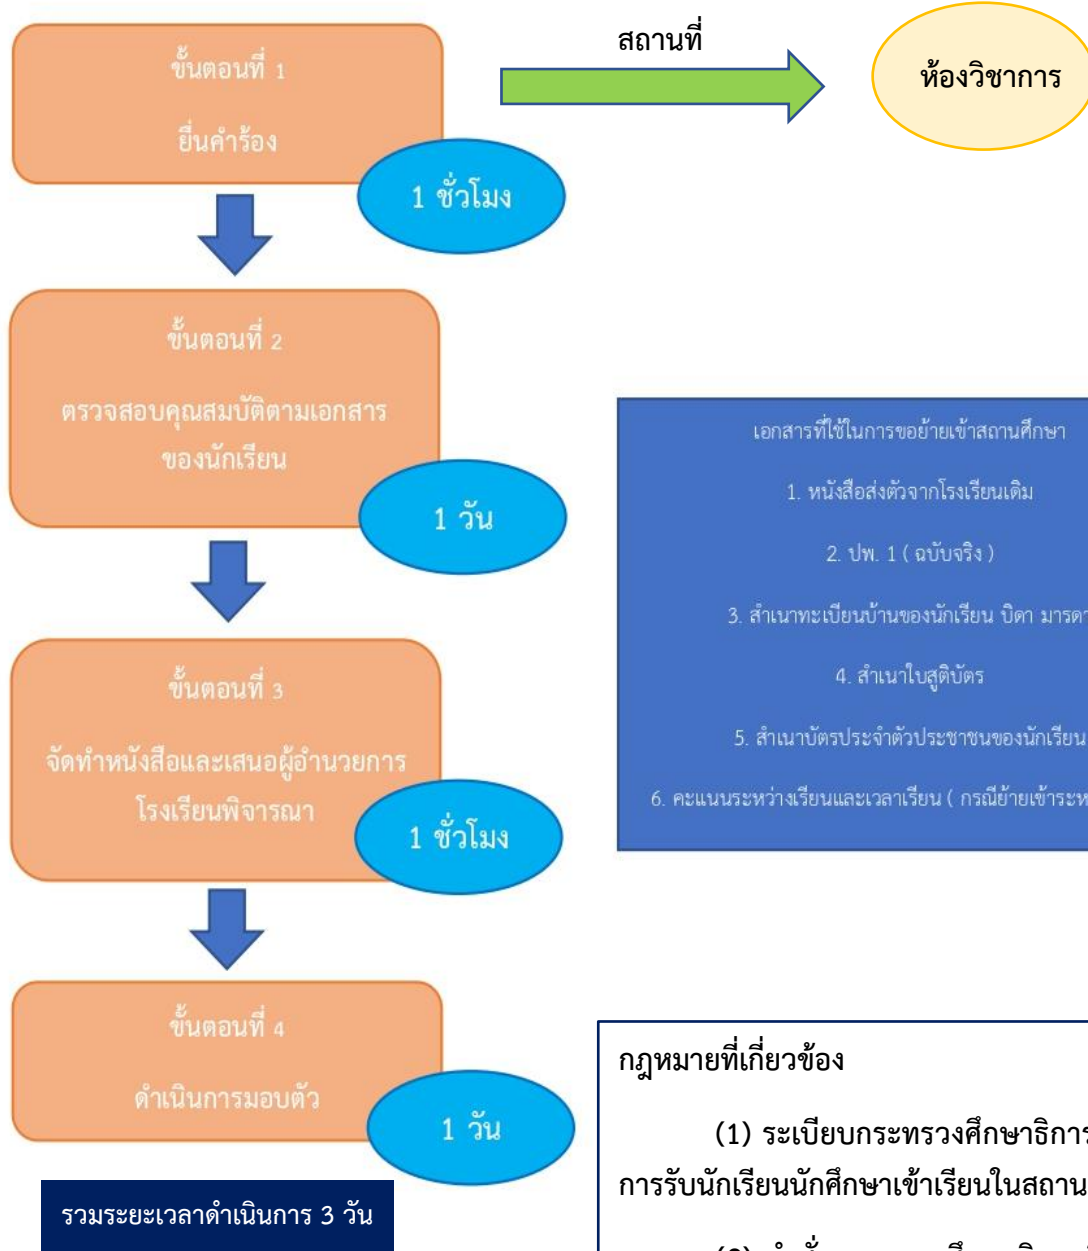 ขั้นตอนที่ 1
ยื่นคำร้อง
1 ชั่วโมง
สถานที่
ห้องวิชาการ
ขั้นตอนที่ 2
ตรวจสอบคุณสมบัติตามเอกสาร
ของนักเรียน
1 วัน
ขั้นตอนที่ 3
จัดทำหนังสือและเสนอผู้อำนวยการ
โรงเรียนพิจารณา
1 ชั่วโมง
ขั้นตอนที่ 4
ดำเนินการมอบตัว
1 วัน
รวมระยะเวลาดำเนินการ 3 วัน
เอกสารที่ใช้ในการขอย้ายเข้าสถานศึกษา
1. หนังสือส่งตัวจากโรงเรียนเดิม
2. ปพ. 1 ( ฉบับจริง )
3. สำเนาทะเบียนบ้านของนักเรียน บิดา มารดา
4. สำเนาใบสูติบัตร
5. สำเนาบัตรประจำตัวประชาชนของนักเรียน
6. คะแนนระหว่างเรียนและเวลาเรียน ( กรณีย้ายเข้าระห
กฎหมายที่เกี่ยวข้อง
(1) ระเบียบกระทรวงศึกษาธิการ
การรับนักเรียนนักศึกษาเข้าเรียนในสถาน